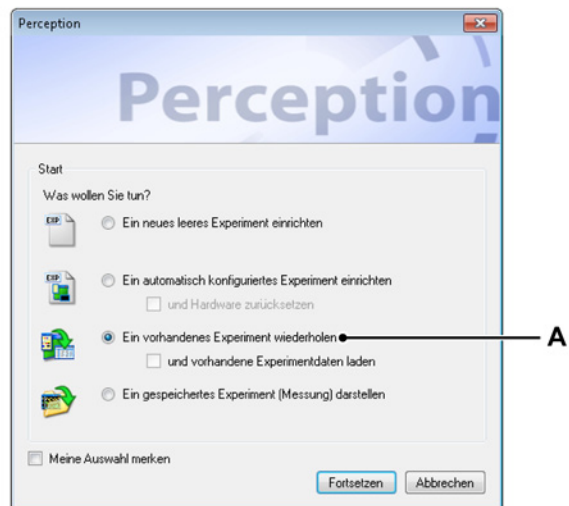 Perception
Perception
Start
Was wollen Sie tun?
EXP
Ein neues leeres Experiment einrichten
EXP
Ein automatisch konfiguriertes Experiment einrichten
und Hardware zurücksetzen
Ein vorhandenes Experiment wiederholen
A
und vorhandene Experimentdaten laden
Ein gespeichertes Experiment (Messung) darstellen
Meine Auswahl merken
Fortsetzen
Abbrechen